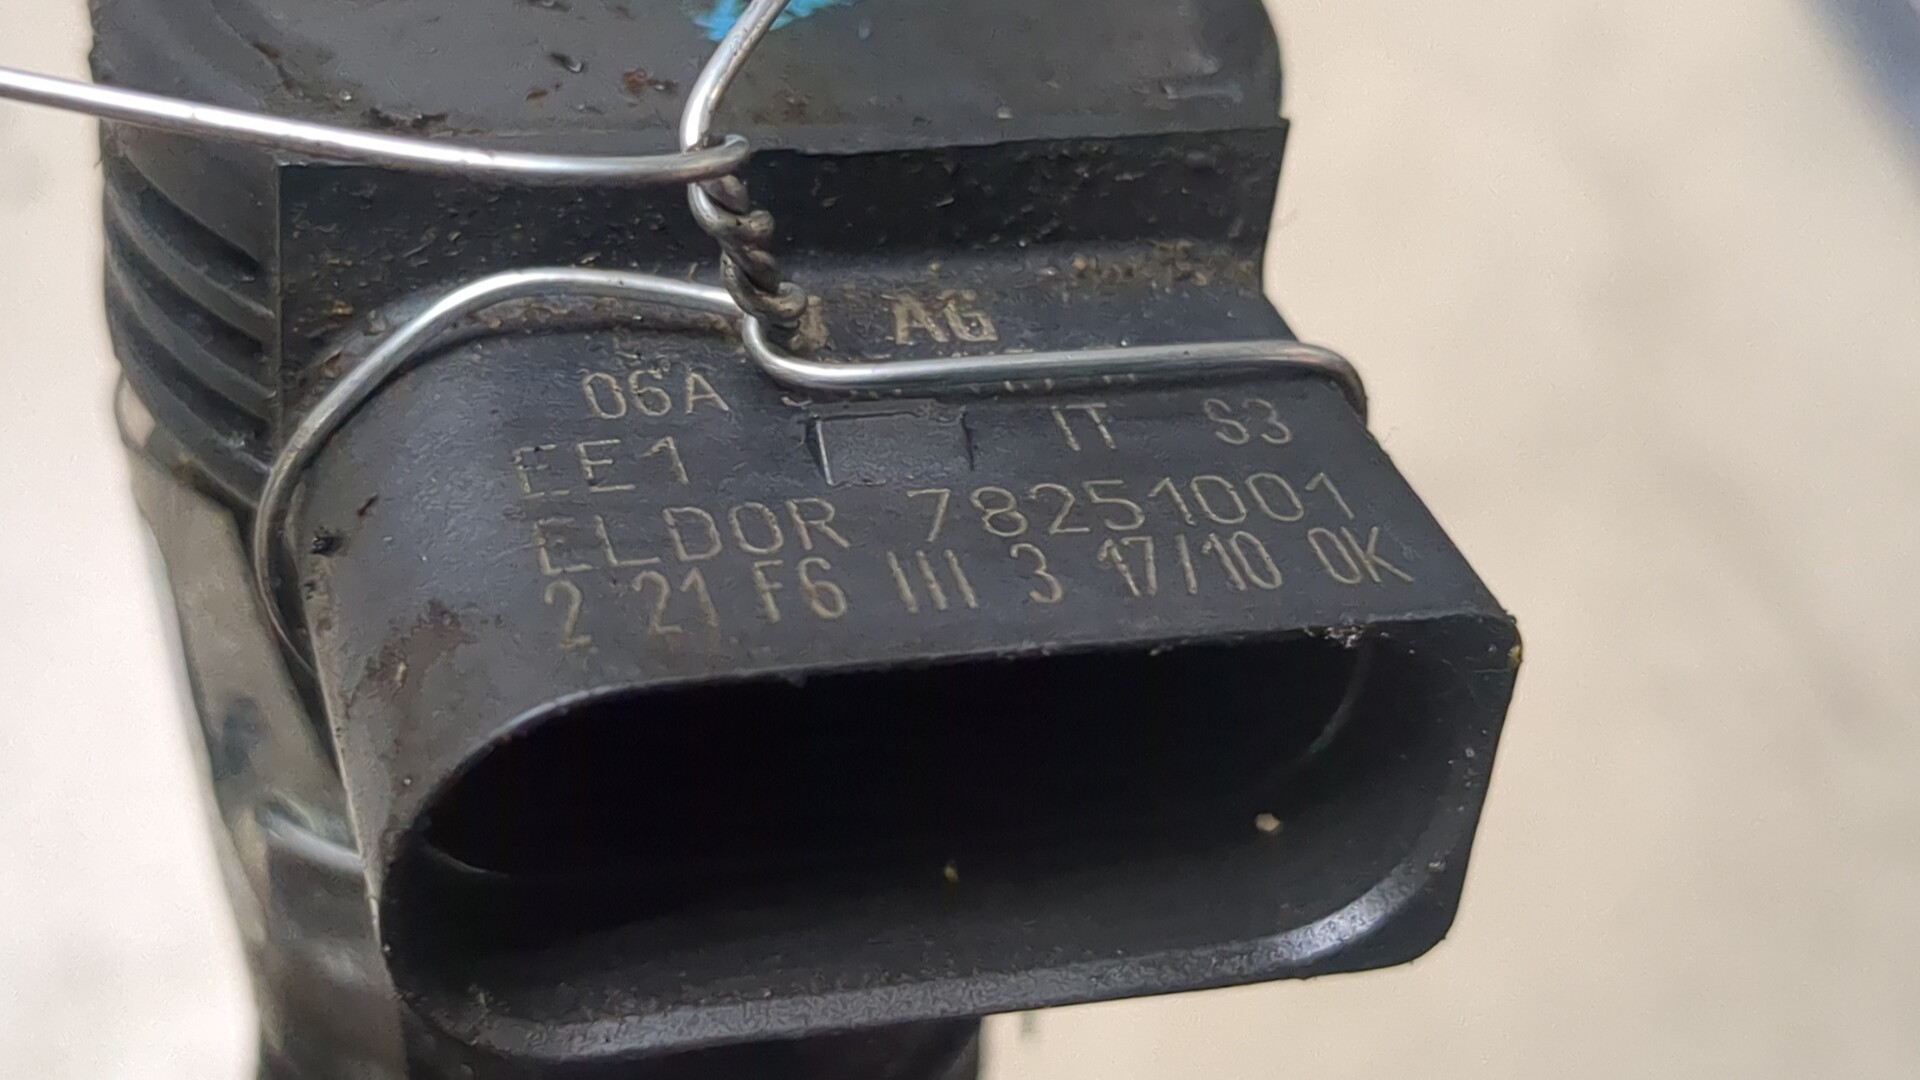 AG
06A
IT S3
EE1
ELDOR 78251001
2 21 F6 III 3 17/10 OK